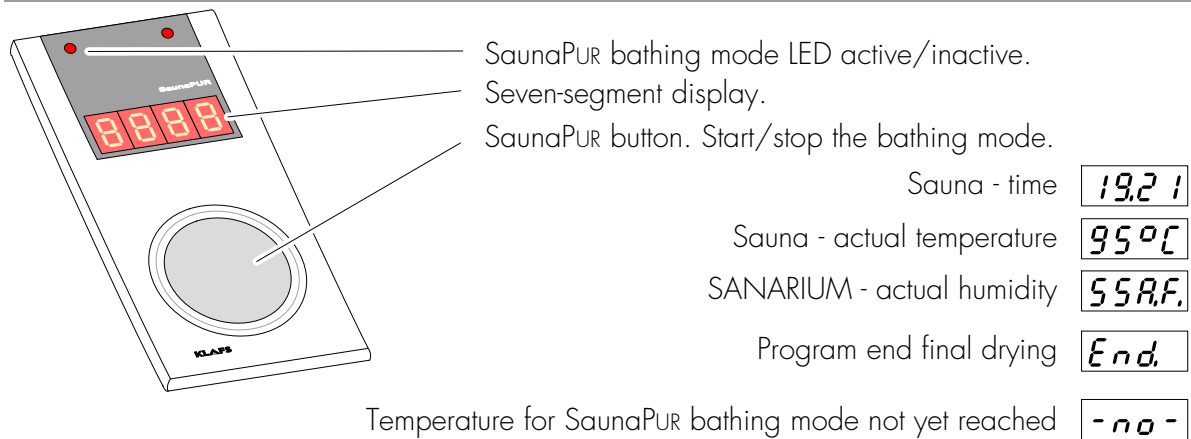 SaunaPUR bathing mode LED active/inactive.
SaunaPUR
Seven-segment display.
8888
SaunaPUR button. Start/stop the bathing mode.
Sauna - time 19.21
Sauna - actual temperature 95°C
SANARIUM - actual humidity 55A.F.
Program end final drying End.
KLAFS
Temperature for SaunaPUR bathing mode not yet reached -no-